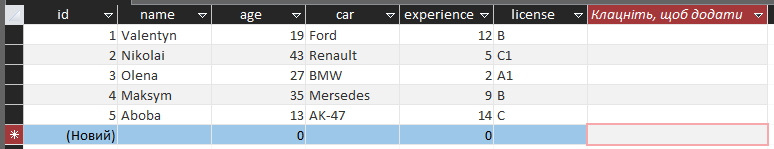 id name age car experience license Клацніть, щоб додати
1 Valentyn 19 Ford 12 B
2 Nikolai 43 Renault 5 C1
3 Olena 27 BMW 2 A1
4 Maksym 35 Mersedes 9 B
5 Aboba 13 AK-47 14 C
(Новий) 0 0